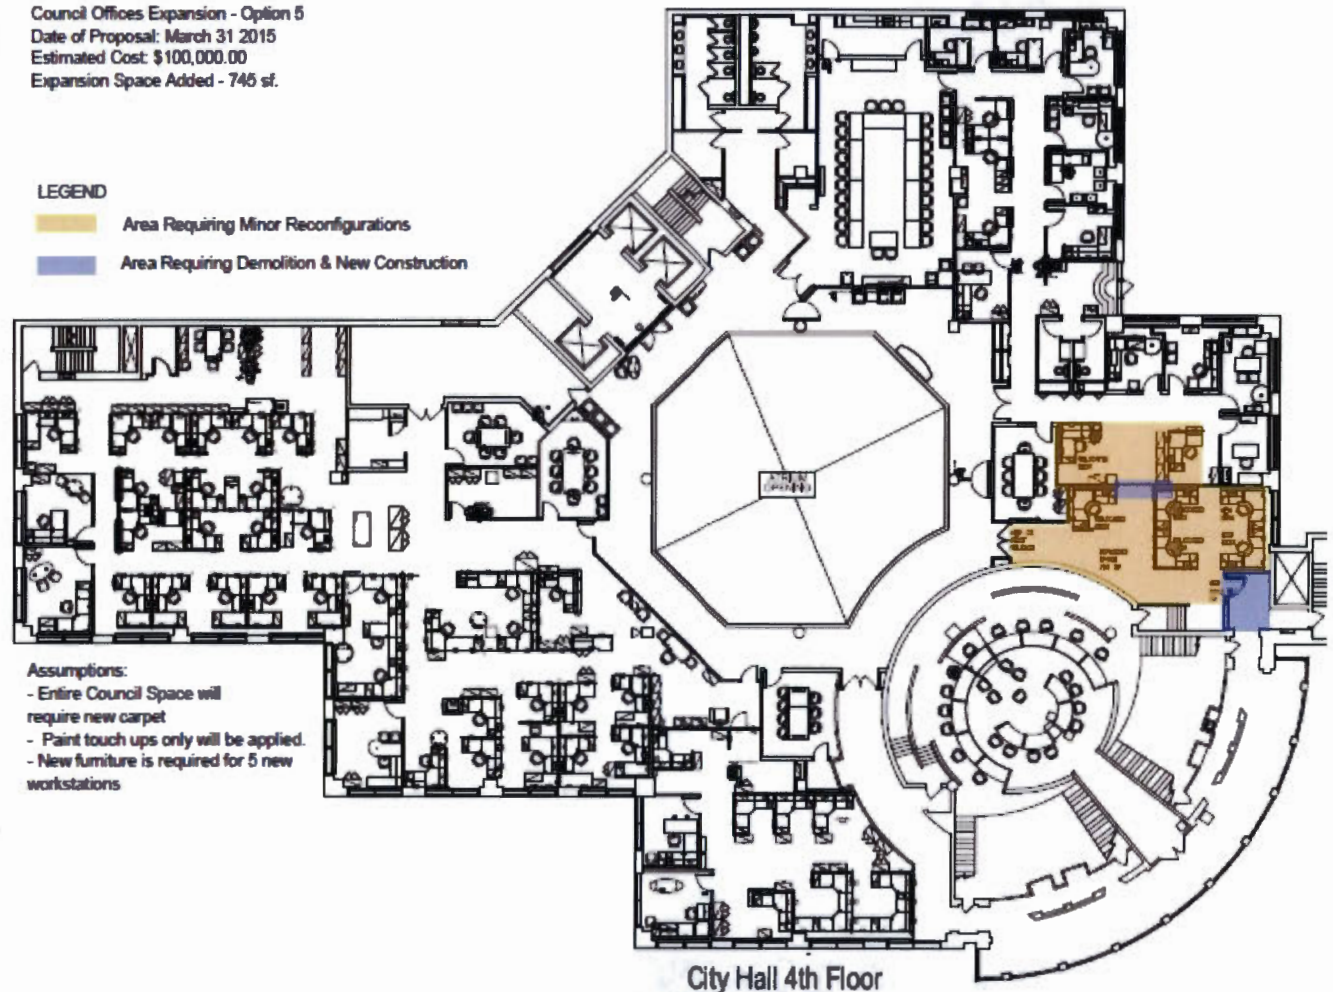 Council Offices Expansion - Option 5
Date of Proposal: March 31 2015
Estimated Cost: $100,000.00
Expansion Space Added - 745 sf.
LEGEND
Area Requiring Minor Reconfigurations
Area Requiring Demolition & New Construction
ATRIUM
OPENING
Assumptions:
- Entire Council Space will
require new carpet
- Paint touch ups only will be applied.
- New furniture is required for 5 new
workstations
City Hall 4th Floor